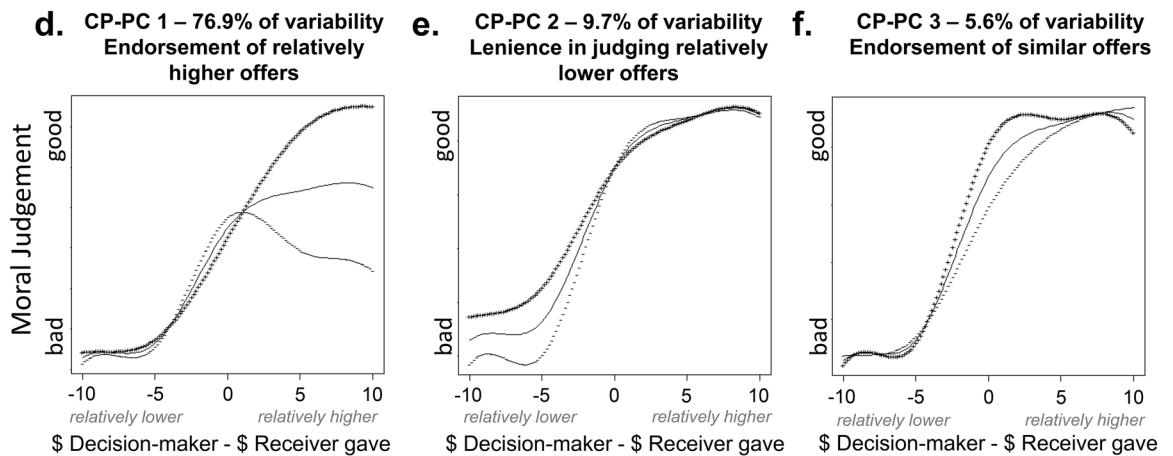 d. CP-PC 1 – 76.9% of variability
Endorsement of relatively
higher offers
Moral Judgement
good
bad
-10 -5 0 5 10
relatively lower relatively higher
$ Decision-maker - $ Receiver gave
e. CP-PC 2 – 9.7% of variability
Lenience in judging relatively
lower offers
good
bad
-10 -5 0 5 10
relatively lower relatively higher
$ Decision-maker - $ Receiver gave
f. CP-PC 3 – 5.6% of variability
Endorsement of similar offers
good
bad
-10 -5 0 5 10
relatively lower relatively higher
$ Decision-maker - $ Receiver gave